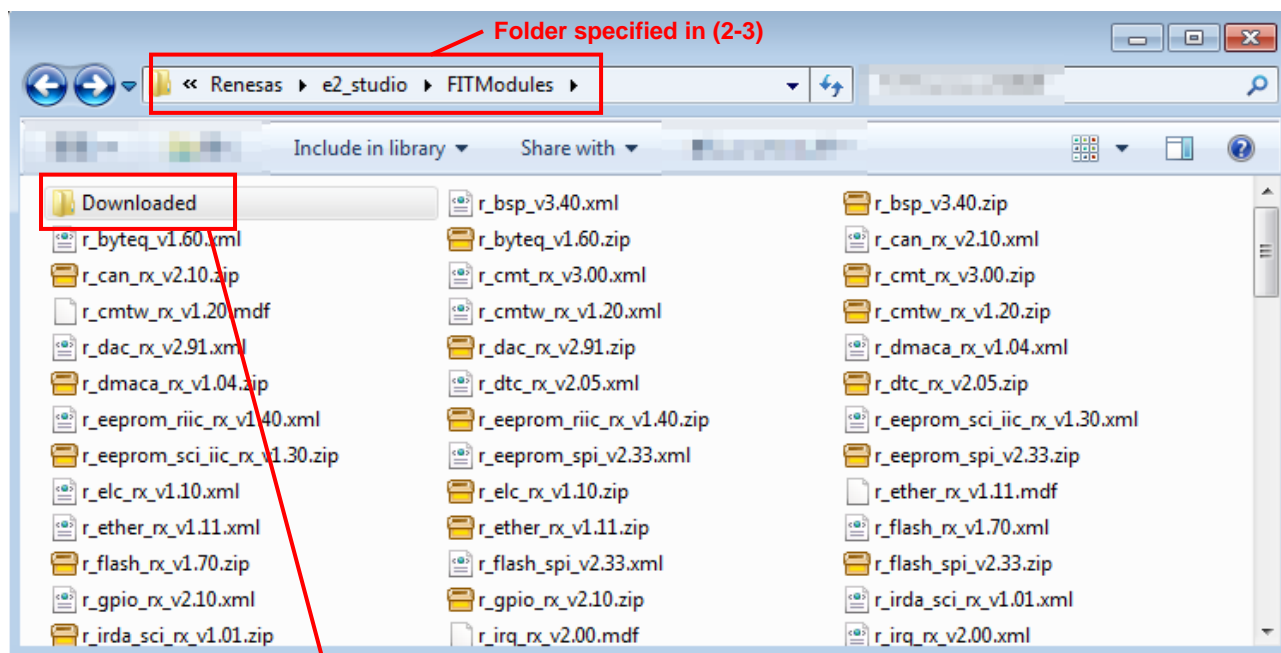 Folder specified in (2-3)
« Renesas ▸ e2_studio ▸ FITModules ▸
Include in library ▾ Share with ▾
Downloaded r_bsp_v3.40.xml r_bsp_v3.40.zip
r_byteq_v1.60.xml r_byteq_v1.60.zip r_can_rx_v2.10.xml
r_can_rx_v2.10.zip r_cmt_rx_v3.00.xml r_cmt_rx_v3.00.zip
r_cmtw_rx_v1.20.mdf r_cmtw_rx_v1.20.xml r_cmtw_rx_v1.20.zip
r_dac_rx_v2.91.xml r_dac_rx_v2.91.zip r_dmaca_rx_v1.04.xml
r_dmaca_rx_v1.04.zip r_dtc_rx_v2.05.xml r_dtc_rx_v2.05.zip
r_eeprom_riic_rx_v1.40.xml r_eeprom_riic_rx_v1.40.zip r_eeprom_sci_iic_rx_v1.30.xml
r_eeprom_sci_iic_rx_v1.30.zip r_eeprom_spi_v2.33.xml r_eeprom_spi_v2.33.zip
r_elc_rx_v1.10.xml r_elc_rx_v1.10.zip r_ether_rx_v1.11.mdf
r_ether_rx_v1.11.xml r_ether_rx_v1.11.zip r_flash_rx_v1.70.xml
r_flash_rx_v1.70.zip r_flash_spi_v2.33.xml r_flash_spi_v2.33.zip
r_gpio_rx_v2.10.xml r_gpio_rx_v2.10.zip r_irda_sci_rx_v1.01.xml
r_irda_sci_rx_v1.01.zip r_irq_rx_v2.00.mdf r_irq_rx_v2.00.xml